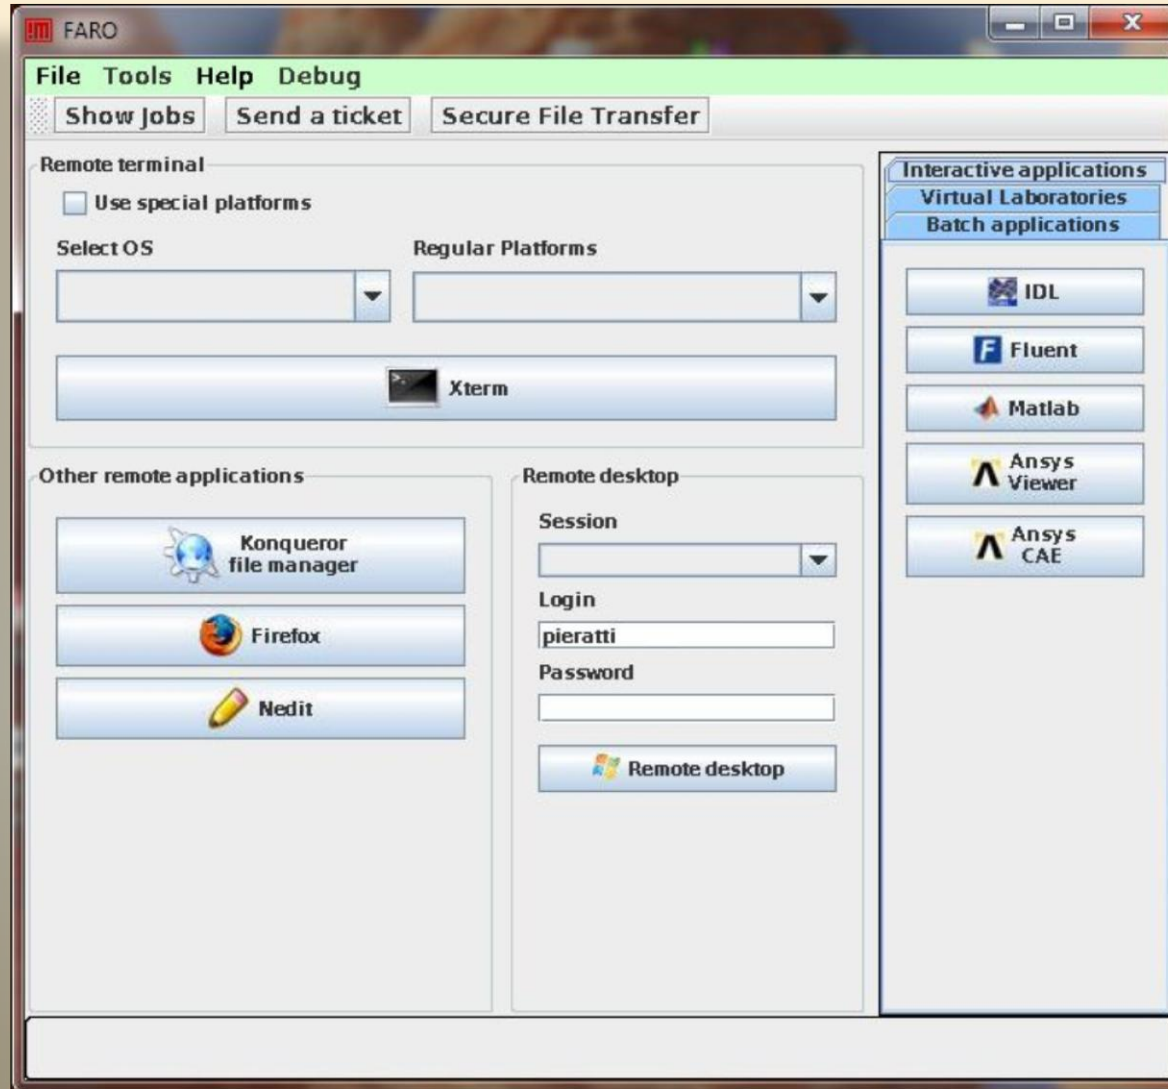 FARO
File Tools Help Debug
Show Jobs Send a ticket Secure File Transfer
Remote terminal
Use special platforms
Select OS Regular Platforms
Xterm
Other remote applications
Konqueror
file manager
Firefox
Nedit
Remote desktop
Session
Login
pieratti
Password
Remote desktop
Interactive applications
Virtual Laboratories
Batch applications
IDL
Fluent
Matlab
Ansys
Viewer
Ansys
CAE